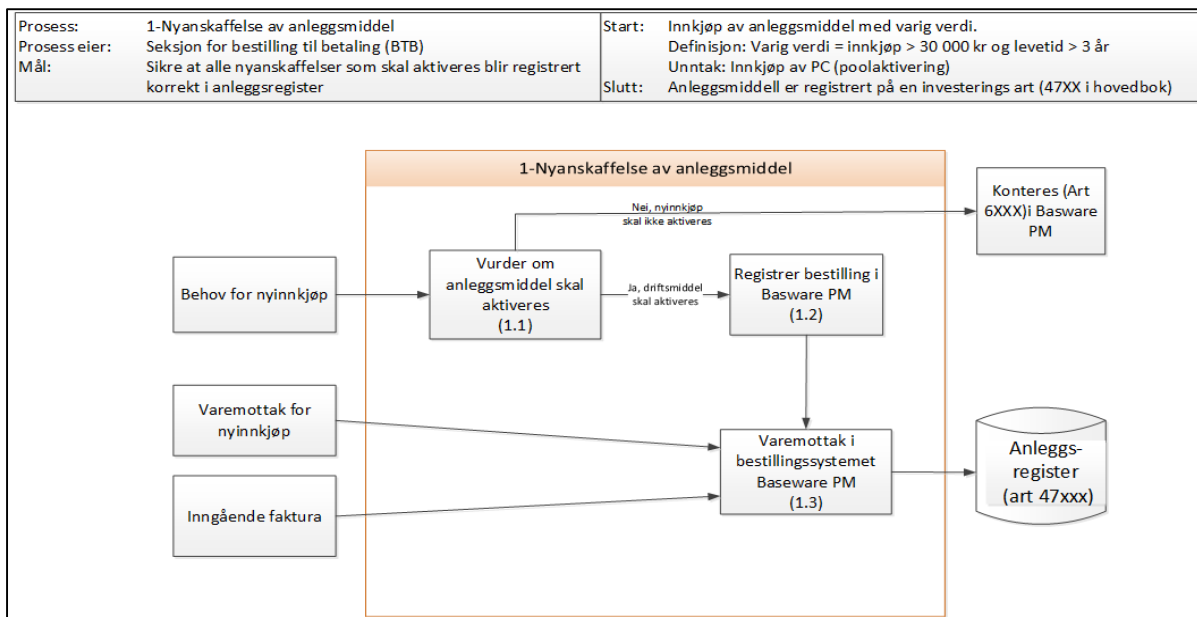 Prosess: 1-Nyanskaffelse av anleggsmiddel
Prosess eier: Seksjon for bestilling til betaling (BTB)
Mål: Sikre at alle nyanskaffelser som skal aktiveres blir registrert
korrekt i anleggsregister
Start: Innkjøp av anleggsmiddel med varig verdi.
Definisjon: Varig verdi = innkjøp > 30 000 kr og levetid > 3 år
Unntak: Innkjøp av PC (poolaktivering)
Slutt: Anleggsmiddell er registrert på en investerings art (47XX i hovedbok)
1-Nyanskaffelse av anleggsmiddel
Nei, nyinnkjøp
skal ikke aktiveres
Konteres (Art
6XXX)i Basware
PM
Behov for nyinnkjøp
Vurder om
anleggsmiddel skal
aktiveres
(1.1)
Ja, driftsmiddel
skal aktiveres
Registrer bestilling i
Basware PM
(1.2)
Varemottak for
nyinnkjøp
Varemottak i
bestillingssystemet
Baseware PM
(1.3)
Anleggs-
register
(art 47xxx)
Inngående faktura